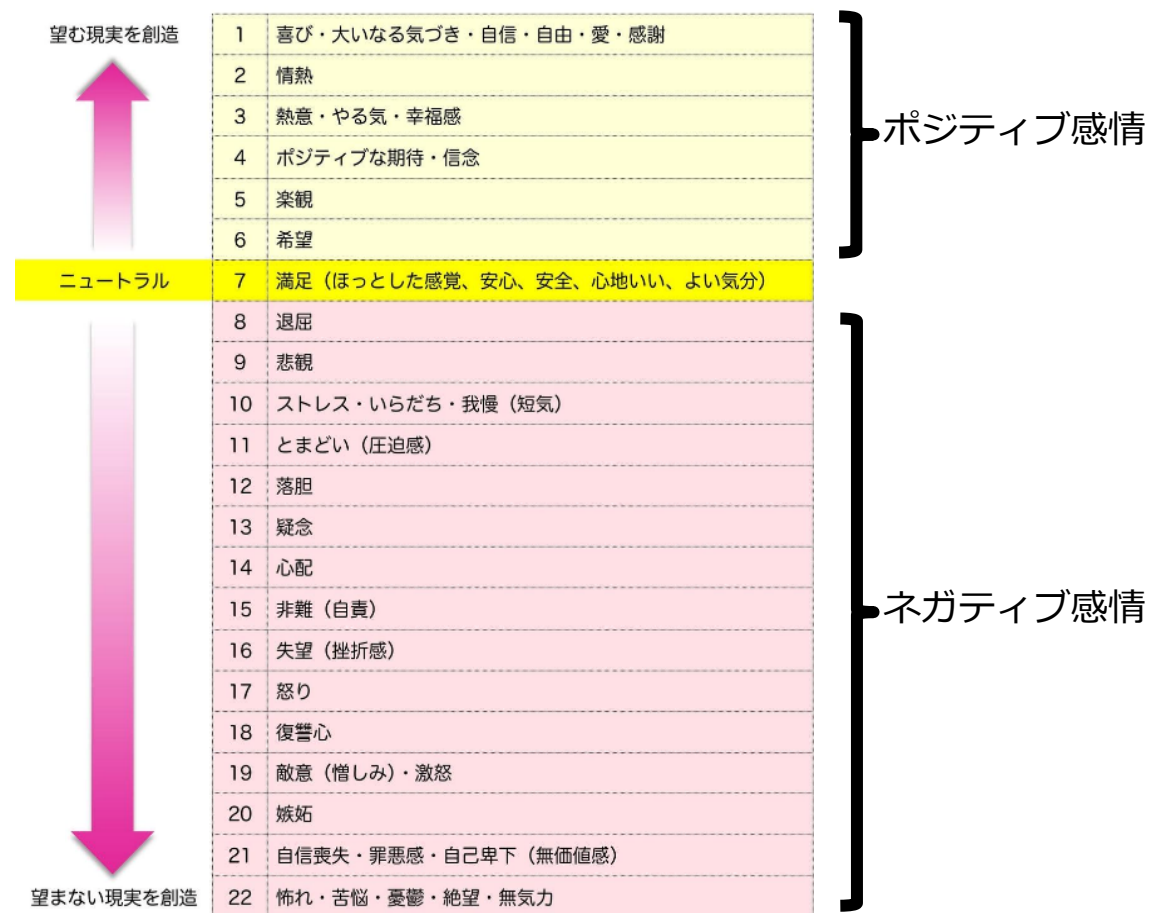 望む現実を創造
1 喜び・大いなる気づき・自信・自由・愛・感謝
2 情熱
3 熱意・やる気・幸福感
4 ポジティブな期待・信念
5 楽観
6 希望
ポジティブ感情
ニュートラル 7 満足（ほっとした感覚、安心、安全、心地いい、よい気分）
8 退屈
9 悲観
10 ストレス・いらだち・我慢（短気）
11 とまどい（圧迫感）
12 落胆
13 疑念
14 心配
15 非難（自責）
16 失望（挫折感）
17 怒り
18 復讐心
19 敵意（憎しみ）・激怒
20 嫉妬
21 自信喪失・罪悪感・自己卑下（無価値感）
望まない現実を創造 22 怖れ・苦悩・憂鬱・絶望・無気力
ネガティブ感情